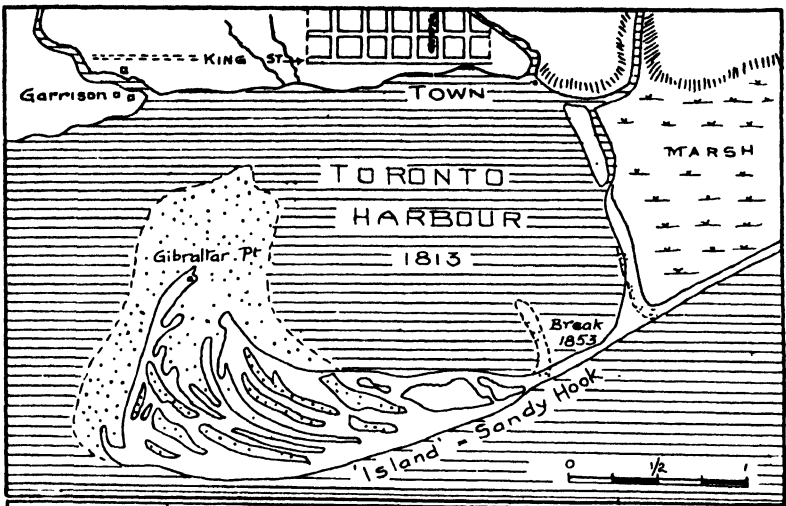 KING ST.
Garrison
TOWN
MARSH
TORONTO
HARBOUR
1813
Gibraltar Pt
Break
1853
'Island' = Sandy Hook
0 1/2 1